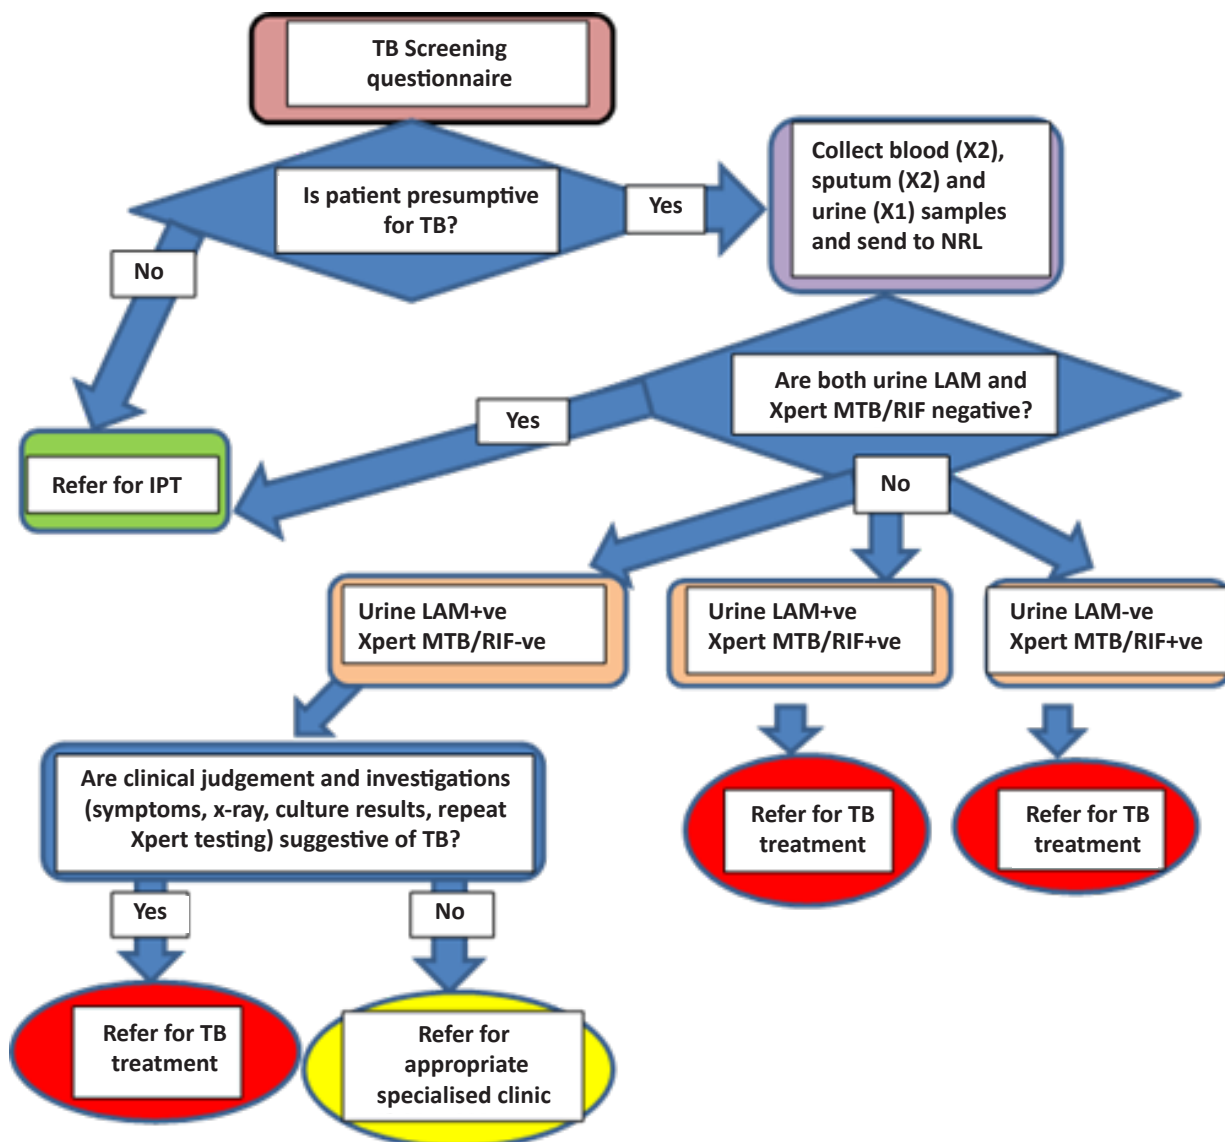 TB Screening
questionnaire
Is patient presumptive
for TB?
Yes
Collect blood (X2),
sputum (X2) and
urine (X1) samples
and send to NRL
No
Are both urine LAM and
Xpert MTB/RIF negative?
Yes
Refer for IPT
No
Urine LAM+ve
Xpert MTB/RIF-ve
Urine LAM+ve
Xpert MTB/RIF+ve
Urine LAM-ve
Xpert MTB/RIF+ve
Are clinical judgement and investigations
(symptoms, x-ray, culture results, repeat
Xpert testing) suggestive of TB?
Refer for TB
treatment
Refer for TB
treatment
Yes
No
Refer for TB
treatment
Refer for
appropriate
specialised clinic